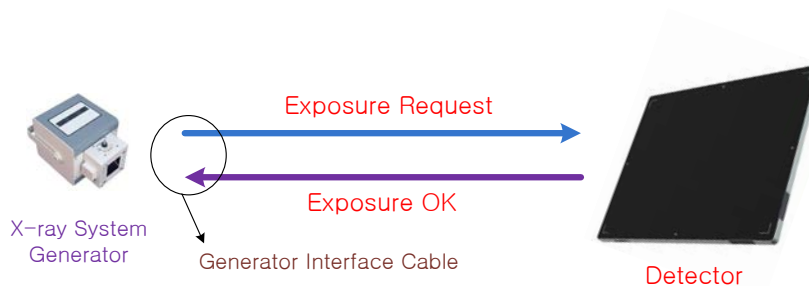 Exposure Request
Exposure OK
X-ray System
Generator
Generator Interface Cable
Detector